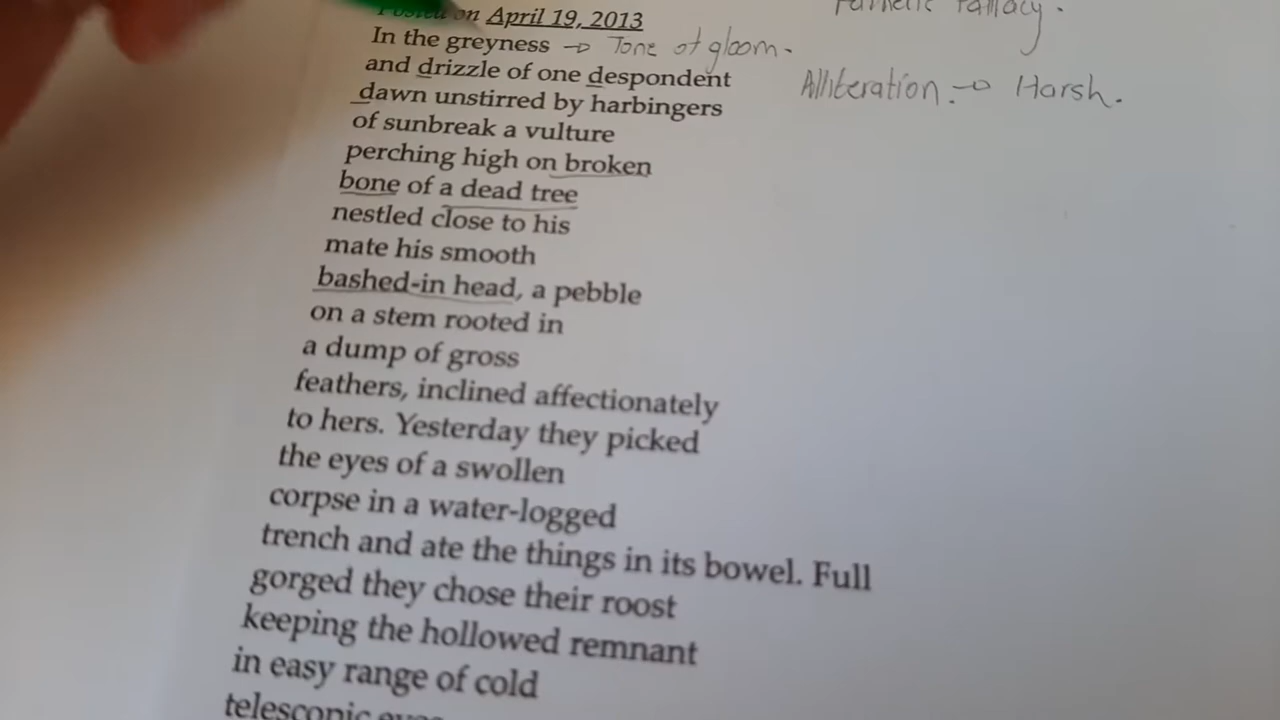 Pathetic fallacy.
Posted on April 19, 2013
In the greyness → Tone of gloom.
and drizzle of one despondent
Alliteration. → Harsh.
dawn unstirred by harbingers
of sunbreak a vulture
perching high on broken
bone of a dead tree
nestled close to his
mate his smooth
bashed-in head, a pebble
on a stem rooted in
a dump of gross
feathers, inclined affectionately
to hers. Yesterday they picked
the eyes of a swollen
corpse in a water-logged
trench and ate the things in its bowel. Full
gorged they chose their roost
keeping the hollowed remnant
in easy range of cold
telescopic eyes